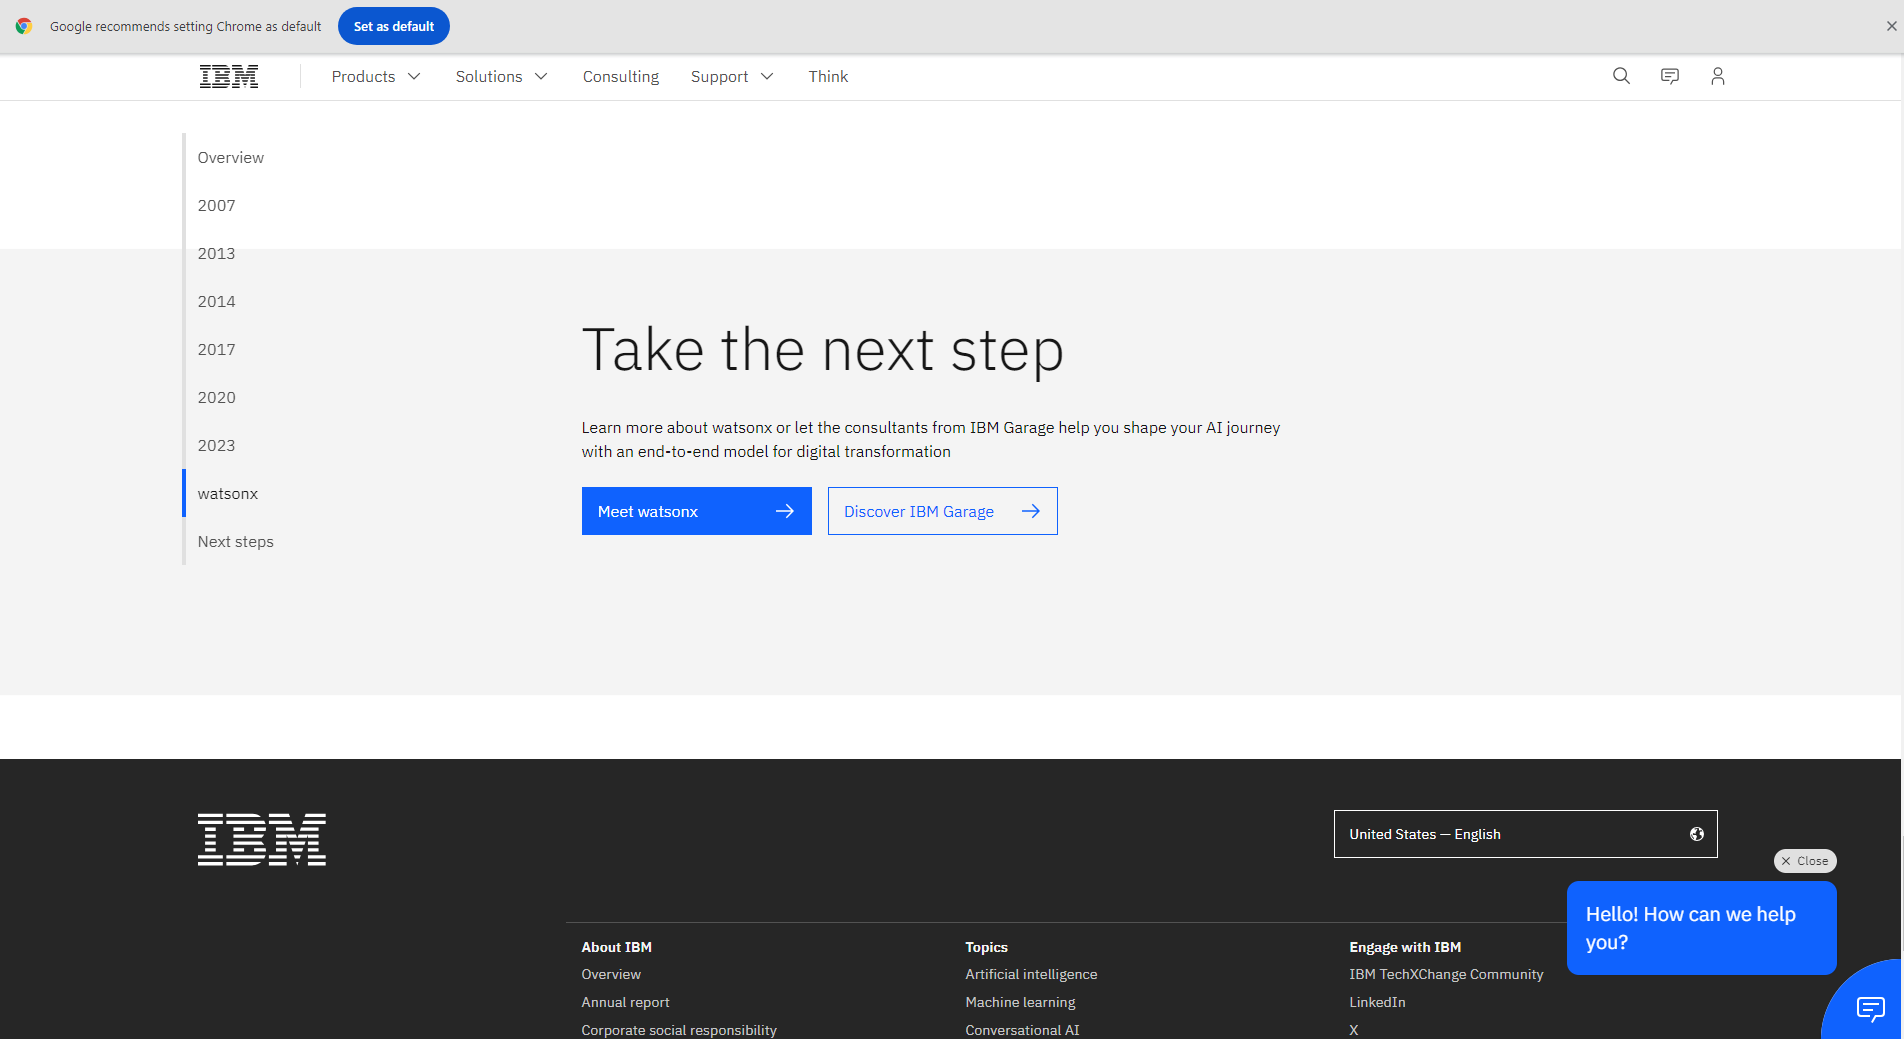 Google recommends setting Chrome as default
Set as default
IBM
Products
Solutions
Consulting
Support
Think
Overview
2007
2013
2014
2017
2020
2023
watsonx
Next steps
Take the next step
Learn more about watsonx or let the consultants from IBM Garage help you shape your AI journey
with an end-to-end model for digital transformation
Meet watsonx
Discover IBM Garage
IBM
United States — English
Close
Hello! How can we help
you?
About IBM
Overview
Annual report
Corporate social responsibility
Topics
Artificial intelligence
Machine learning
Conversational AI
Engage with IBM
IBM TechXChange Community
LinkedIn
X